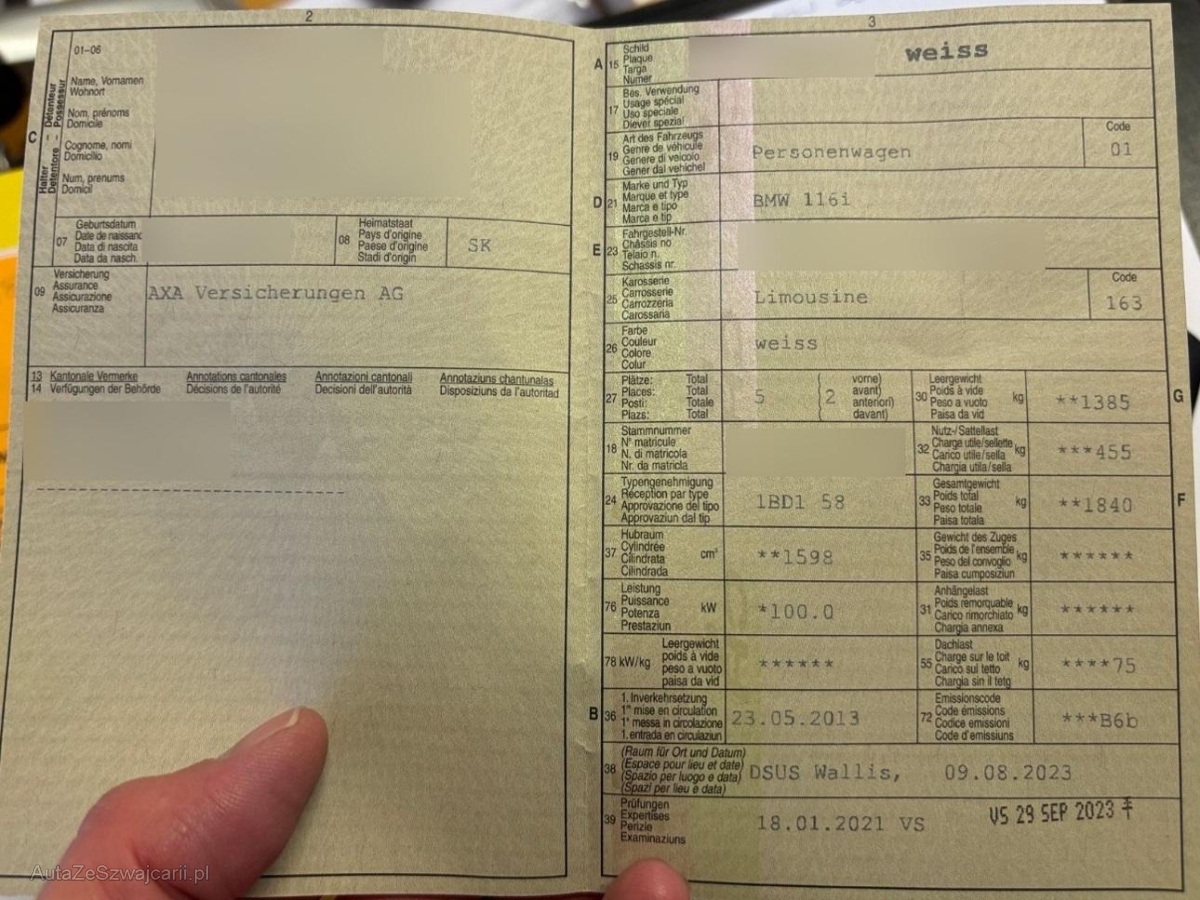 2
01–06
Halter - Détenteur
Detentore - Possessur
C
Name, Vornamen
Wohnort
Nom, prénoms
Domicile
Cognome, nomi
Domicilio
Num, prenums
Domicil
07
Geburtsdatum
Date de naissanc
Data di nascita
Data da nasch.
08
Heimatstaat
Pays d'origine
Paese d'origine
Stadi d'origin
SK
09
Versicherung
Assurance
Assicurazione
Assicuranza
AXA Versicherungen AG
13 Kantonale Vermerke Annotations cantonales Annotazioni cantonali Annotaziuns chantunalas
14 Verfügungen der Behörde Décisions de l'autorité Decisioni dell'autorità Disposiziuns da l'autoritad
3
A 15
Schild
Plaque
Targa
Numer
weiss
17
Bes. Verwendung
Usage spécial
Uso speciale
Diever spezial
19
Art des Fahrzeugs
Genre de véhicule
Genere di veicolo
Gener dal vehichel
Personenwagen
Code
01
D 21
Marke und Typ
Marque et type
Marca e tipo
Marca e tip
BMW 116i
E 23
Fahrgestell-Nr.
Châssis no
Telaio n.
Schassis nr.
25
Karosserie
Carrosserie
Carrozzeria
Carossaria
Limousine
Code
163
26
Farbe
Couleur
Colore
Colur
weiss
27
Plätze: Total
Places: Total
Posti: Totale
Plazs: Total
5 ( 2
vorne)
avant)
anteriori)
davant)
30
Leergewicht
Poids à vide
Peso a vuoto
Paisa da vid
kg
**1385
G
18
Stammnummer
N° matricule
N. di matricola
Nr. da matricla
32
Nutz-/Sattellast
Charge utile/sellette
Carico utile/sella
Chargia utila/sella
kg
***455
24
Typengenehmigung
Réception par type
Approvazione del tipo
Approvaziun dal tip
1BD1 58
33
Gesamtgewicht
Poids total
Peso totale
Paisa totala
kg
**1840
F
37
Hubraum
Cylindrée
Cilindrata
Cilindrada
cm³
**1598
35
Gewicht des Zuges
Poids de l'ensemble
Peso del convoglio
Paisa cumposiziun
kg
******
76
Leistung
Puissance
Potenza
Prestaziun
kW
*100.0
31
Anhängelast
Poids remorquable
Carico rimorchiato
Chargia annexa
kg
******
78 kW/kg
Leergewicht
poids à vide
peso a vuoto
paisa da vid
******
55
Dachlast
Charge sur le toit
Carico sul tetto
Chargia sin il tetg
kg
****75
B 36
1. Inverkehrsetzung
1re mise en circulation
1a messa in circolazione
1. entrada en circulaziun
23.05.2013
72
Emissionscode
Code émissions
Codice emissioni
Code d'emissiuns
***B6b
38
(Raum für Ort und Datum)
(Espace pour lieu et date)
(Spazio per luogo e data)
(Spazi per lieu e data)
DSUS Wallis, 09.08.2023
39
Prüfungen
Expertises
Perizie
Examinaziuns
18.01.2021 VS
VS 29 SEP 2023
AutaZeSzwajcarii.pl